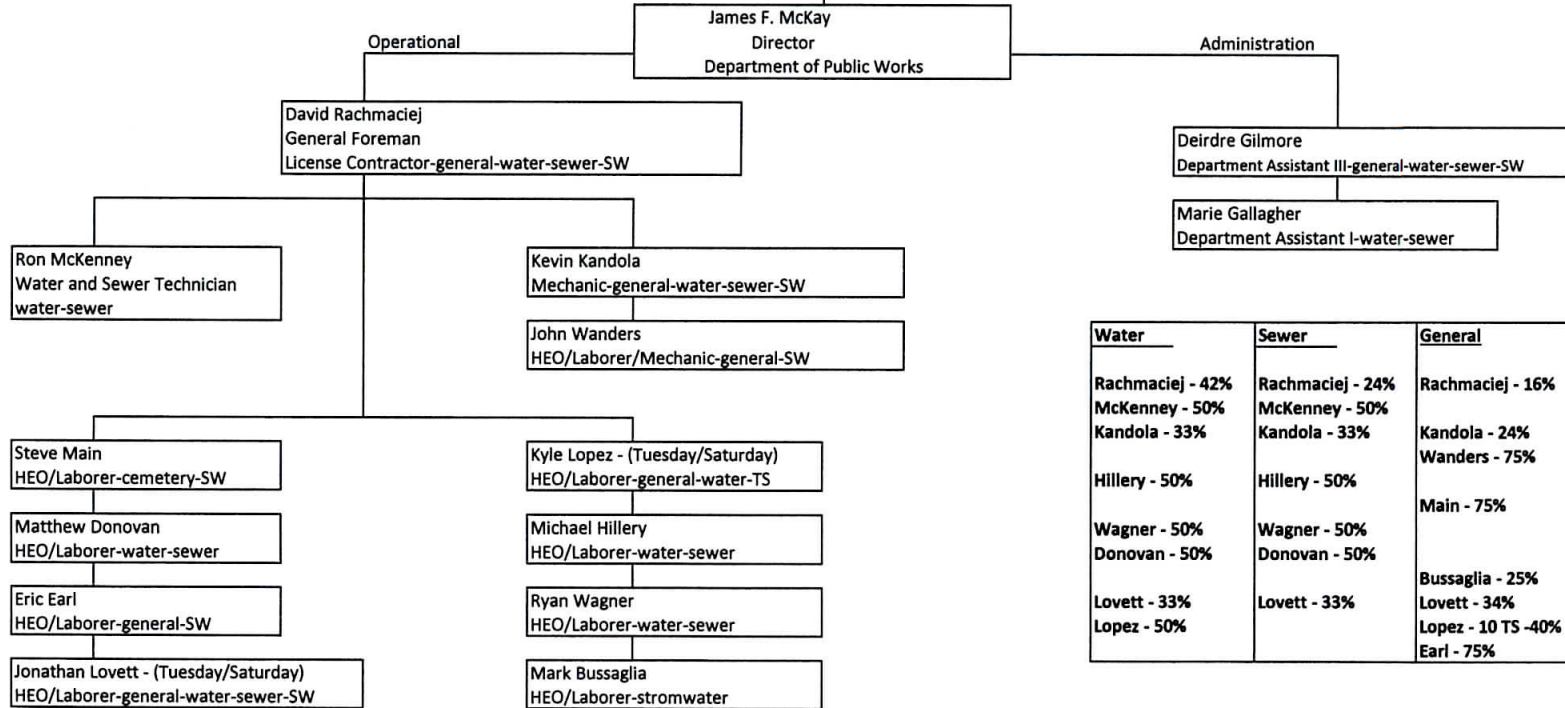 James F. McKay
Director
Department of Public Works
Operational
Administration
David Rachmaciej
General Foreman
License Contractor-general-water-sewer-SW
Deirdre Gilmore
Department Assistant III-general-water-sewer-SW
Marie Gallagher
Department Assistant I-water-sewer
Ron McKenney
Water and Sewer Technician
water-sewer
Kevin Kandola
Mechanic-general-water-sewer-SW
John Wanders
HEO/Laborer/Mechanic-general-SW
Steve Main
HEO/Laborer-cemetery-SW
Matthew Donovan
HEO/Laborer-water-sewer
Eric Earl
HEO/Laborer-general-SW
Jonathan Lovett - (Tuesday/Saturday)
HEO/Laborer-general-water-sewer-SW
Kyle Lopez - (Tuesday/Saturday)
HEO/Laborer-general-water-TS
Michael Hillery
HEO/Laborer-water-sewer
Ryan Wagner
HEO/Laborer-water-sewer
Mark Bussaglia
HEO/Laborer-stromwater
Water
Rachmaciej - 42%
McKenney - 50%
Kandola - 33%
Hillery - 50%
Wagner - 50%
Donovan - 50%
Lovett - 33%
Lopez - 50%
Sewer
Rachmaciej - 24%
McKenney - 50%
Kandola - 33%
Hillery - 50%
Wagner - 50%
Donovan - 50%
Lovett - 33%
General
Rachmaciej - 16%
Kandola - 24%
Wanders - 75%
Main - 75%
Bussaglia - 25%
Lovett - 34%
Lopez - 10 TS -40%
Earl - 75%